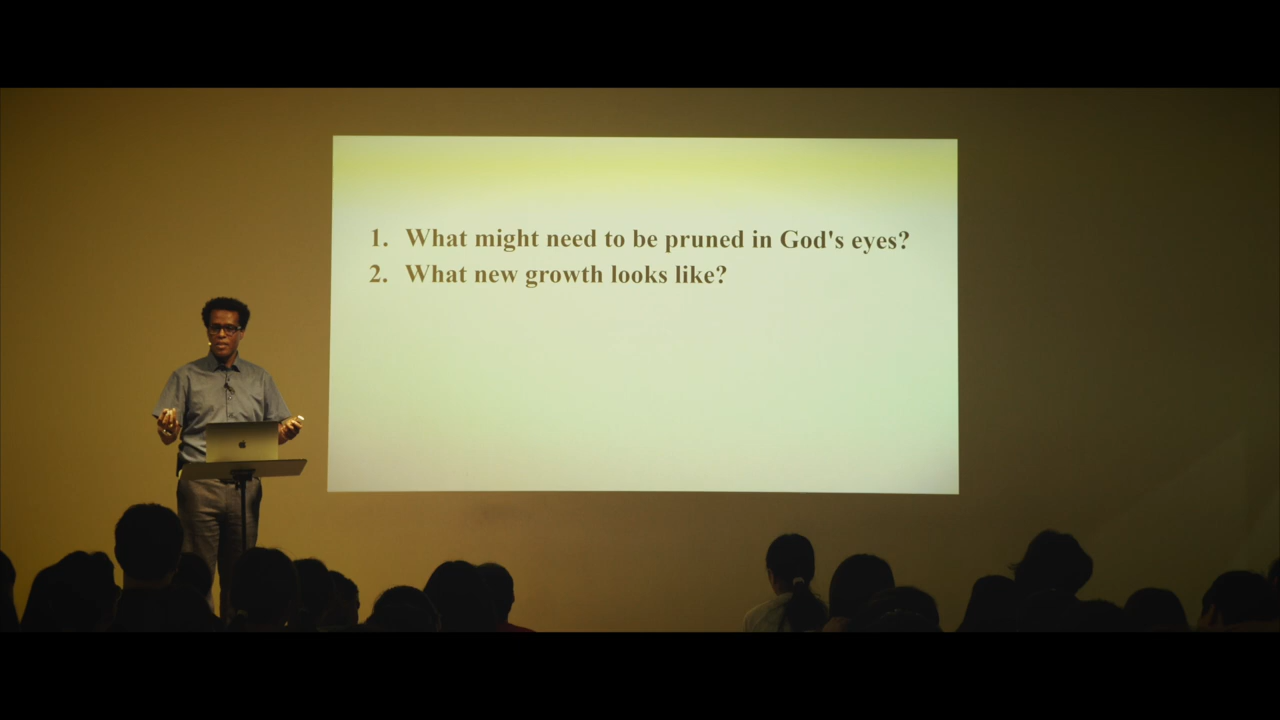 1. What might need to be pruned in God's eyes?
2. What new growth looks like?